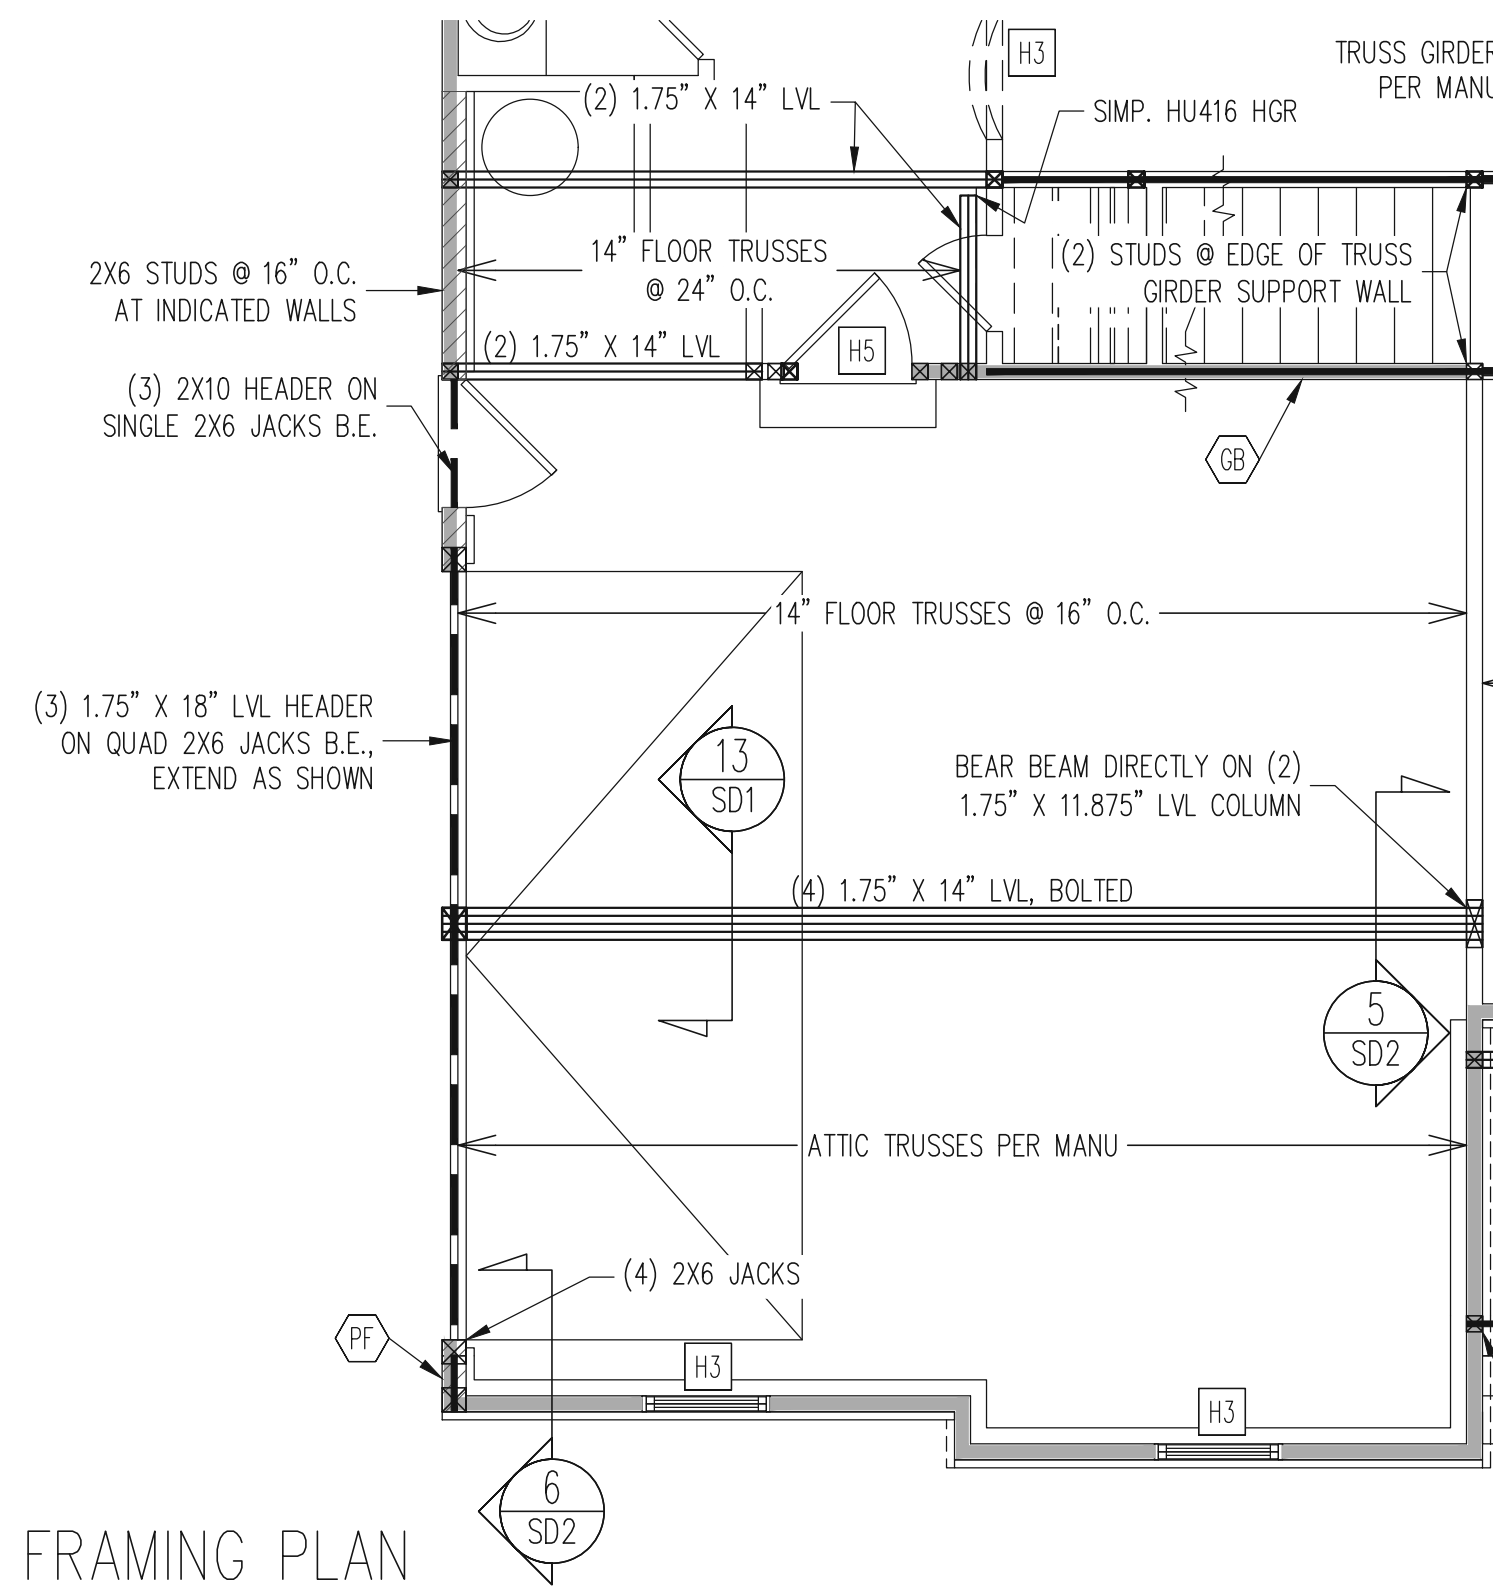 H3
TRUSS GIRDER
PER MANU
(2) 1.75” X 14” LVL
SIMP. HU416 HGR
2X6 STUDS @ 16” O.C.
AT INDICATED WALLS
14” FLOOR TRUSSES
@ 24” O.C.
(2) STUDS @ EDGE OF TRUSS
GIRDER SUPPORT WALL
(2) 1.75” X 14” LVL
H5
(3) 2X10 HEADER ON
SINGLE 2X6 JACKS B.E.
GB
14” FLOOR TRUSSES @ 16” O.C.
(3) 1.75” X 18” LVL HEADER
ON QUAD 2X6 JACKS B.E.,
EXTEND AS SHOWN
13
SD1
BEAR BEAM DIRECTLY ON (2)
1.75” X 11.875” LVL COLUMN
(4) 1.75” X 14” LVL, BOLTED
5
SD2
ATTIC TRUSSES PER MANU
(4) 2X6 JACKS
PF
H3
H3
6
SD2
FRAMING PLAN